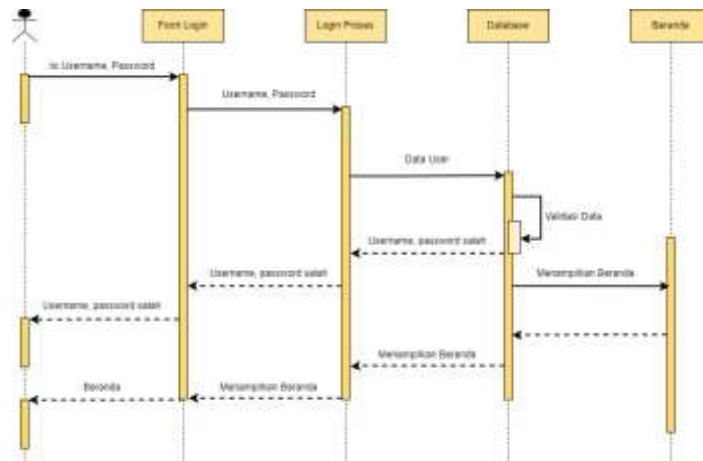 Form Login
Login Proses
Database
Beranda
Isi Username, Password
Username, Password
Data User
Validasi Data
Username, password salah
Username, password salah
Menampilkan Beranda
Username, password salah
Menampilkan Beranda
Beranda
Menampilkan Beranda